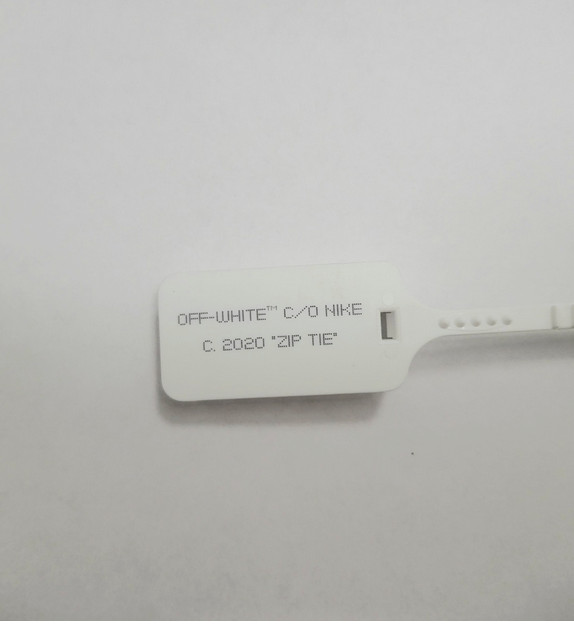 OFF-WHITE™ C/O NIKE
C. 2020 "ZIP TIE"